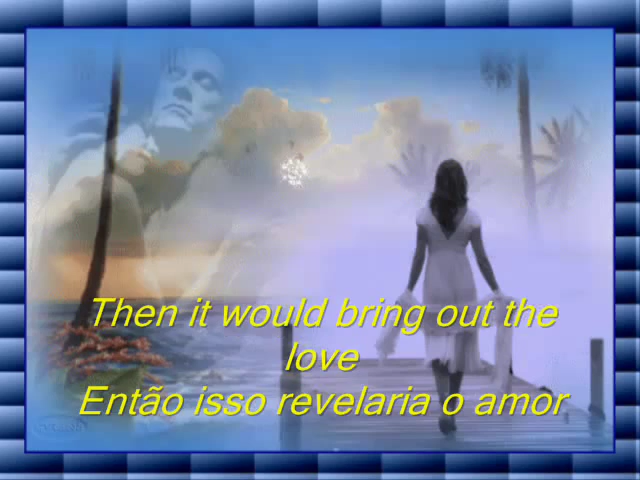 Then it would bring out the
love
Então isso revelaria o amor